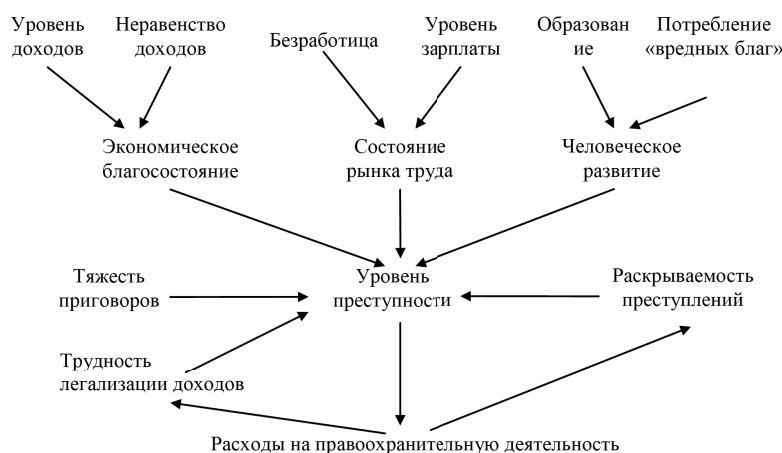 Уровень
доходов
Неравенство
доходов
Безработица
Уровень
зарплаты
Образован
ие
Потребление
«вредных благ»
Экономическое
благосостояние
Состояние
рынка труда
Человеческое
развитие
Тяжесть
приговоров
Уровень
преступности
Раскрываемость
преступлений
Трудность
легализации доходов
Расходы на правоохранительную деятельность